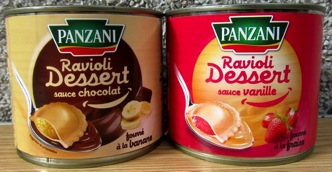 PANZANI
Ravioli
Dessert
sauce chocolat
fourré
à la banane
PANZANI
Ravioli
Dessert
sauce vanille
fourré
à la fraise